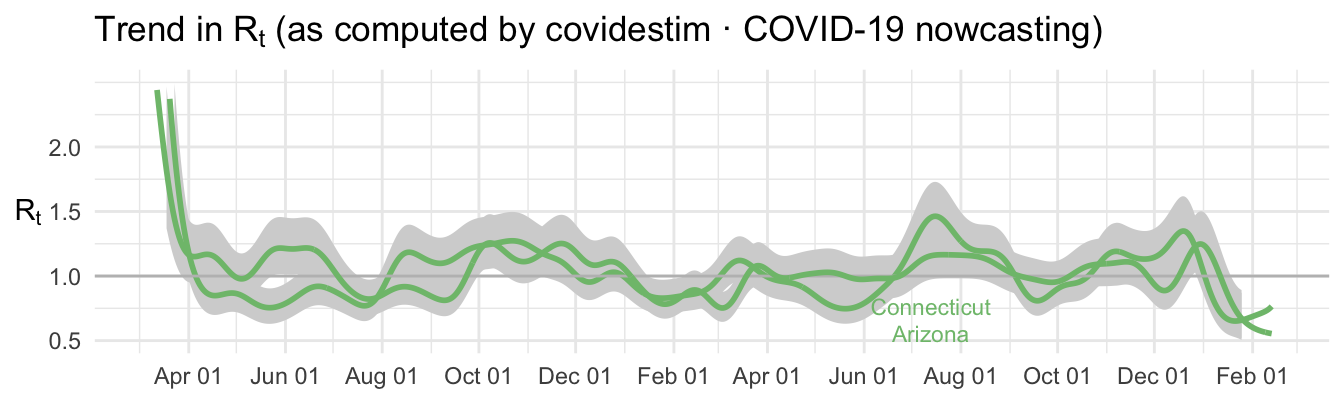 Trend in Rt (as computed by covidestim · COVID-19 nowcasting)
2.0
Rt
1.5
1.0
Connecticut
Arizona
0.5
Apr 01 Jun 01 Aug 01 Oct 01 Dec 01 Feb 01 Apr 01 Jun 01 Aug 01 Oct 01 Dec 01 Feb 01